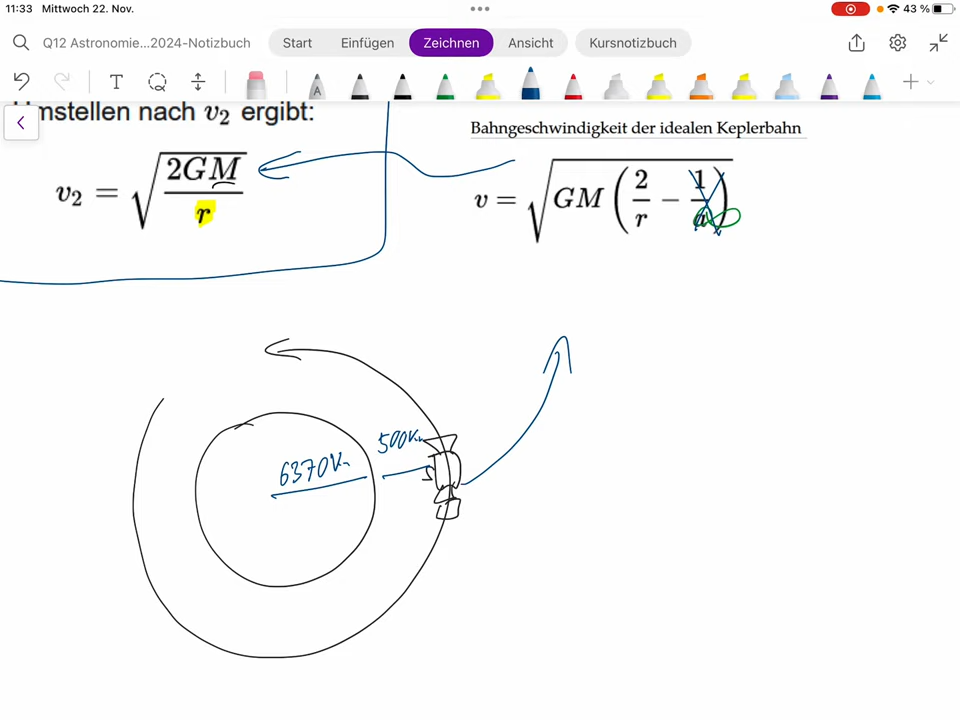 11:33 Mittwoch 22. Nov.
43 %
Q12 Astronomie...2024-Notizbuch
Start Einfügen Zeichnen Ansicht Kursnotizbuch
T
A
mstellen nach v₂ ergibt:
v₂ = √(2GM / r)
Bahngeschwindigkeit der idealen Keplerbahn
v = √(GM (2/r − 1/a))
∞
500Km
6370Km